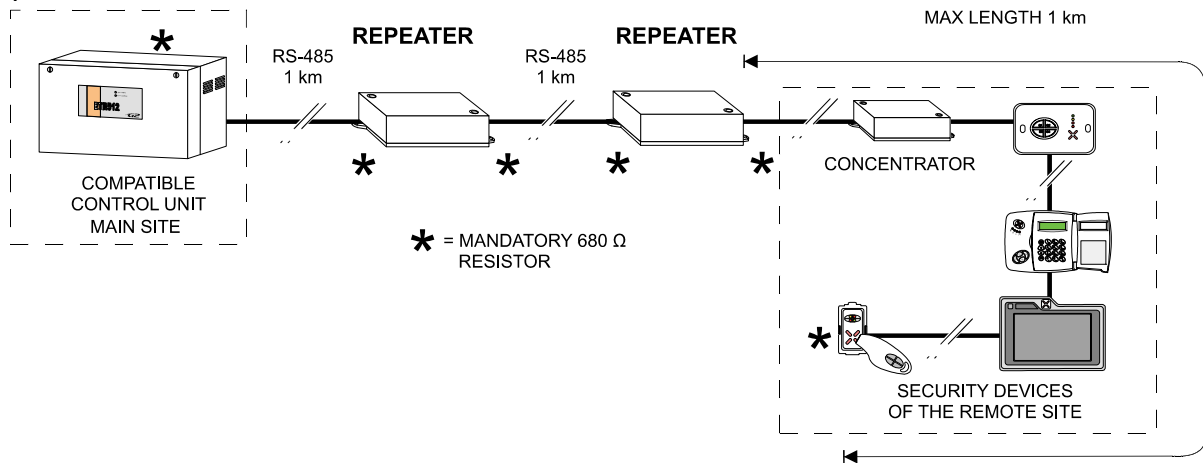 MAX LENGTH 1 km
REPEATER
REPEATER
RS-485
1 km
RS-485
1 km
CONCENTRATOR
COMPATIBLE
CONTROL UNIT
MAIN SITE
* = MANDATORY 680 Ω
RESISTOR
SECURITY DEVICES
OF THE REMOTE SITE